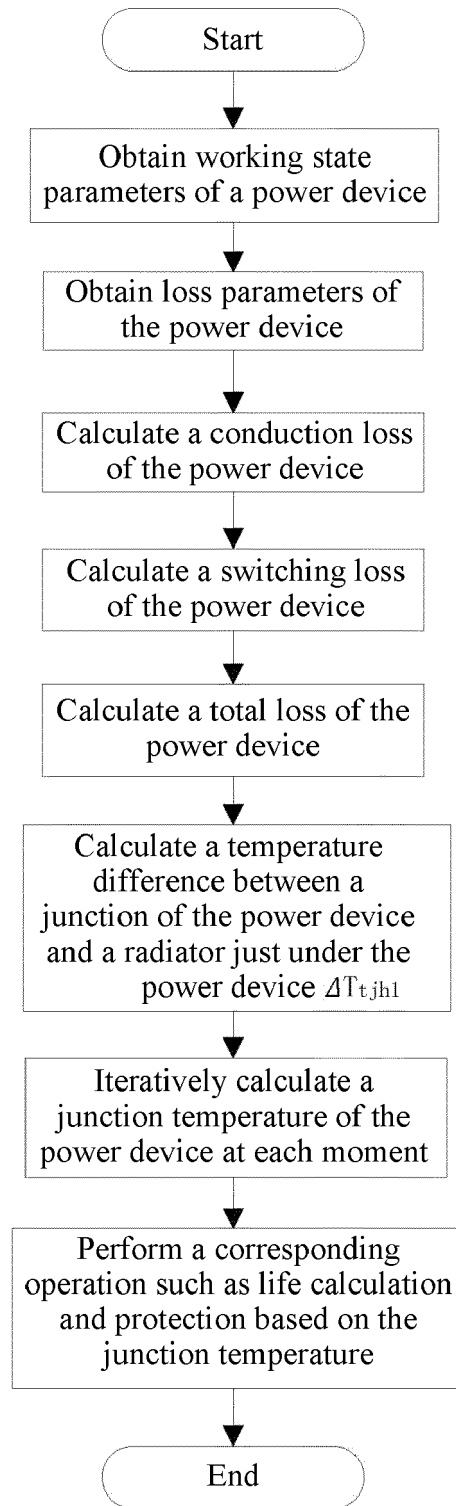 Start
Obtain working state
parameters of a power device
Obtain loss parameters of
the power device
Calculate a conduction loss
of the power device
Calculate a switching loss
of the power device
Calculate a total loss of the
power device
Calculate a temperature
difference between a
junction of the power device
and a radiator just under the
power device ΔTtjh1
Iteratively calculate a
junction temperature of the
power device at each moment
Perform a corresponding
operation such as life calculation
and protection based on the
junction temperature
End